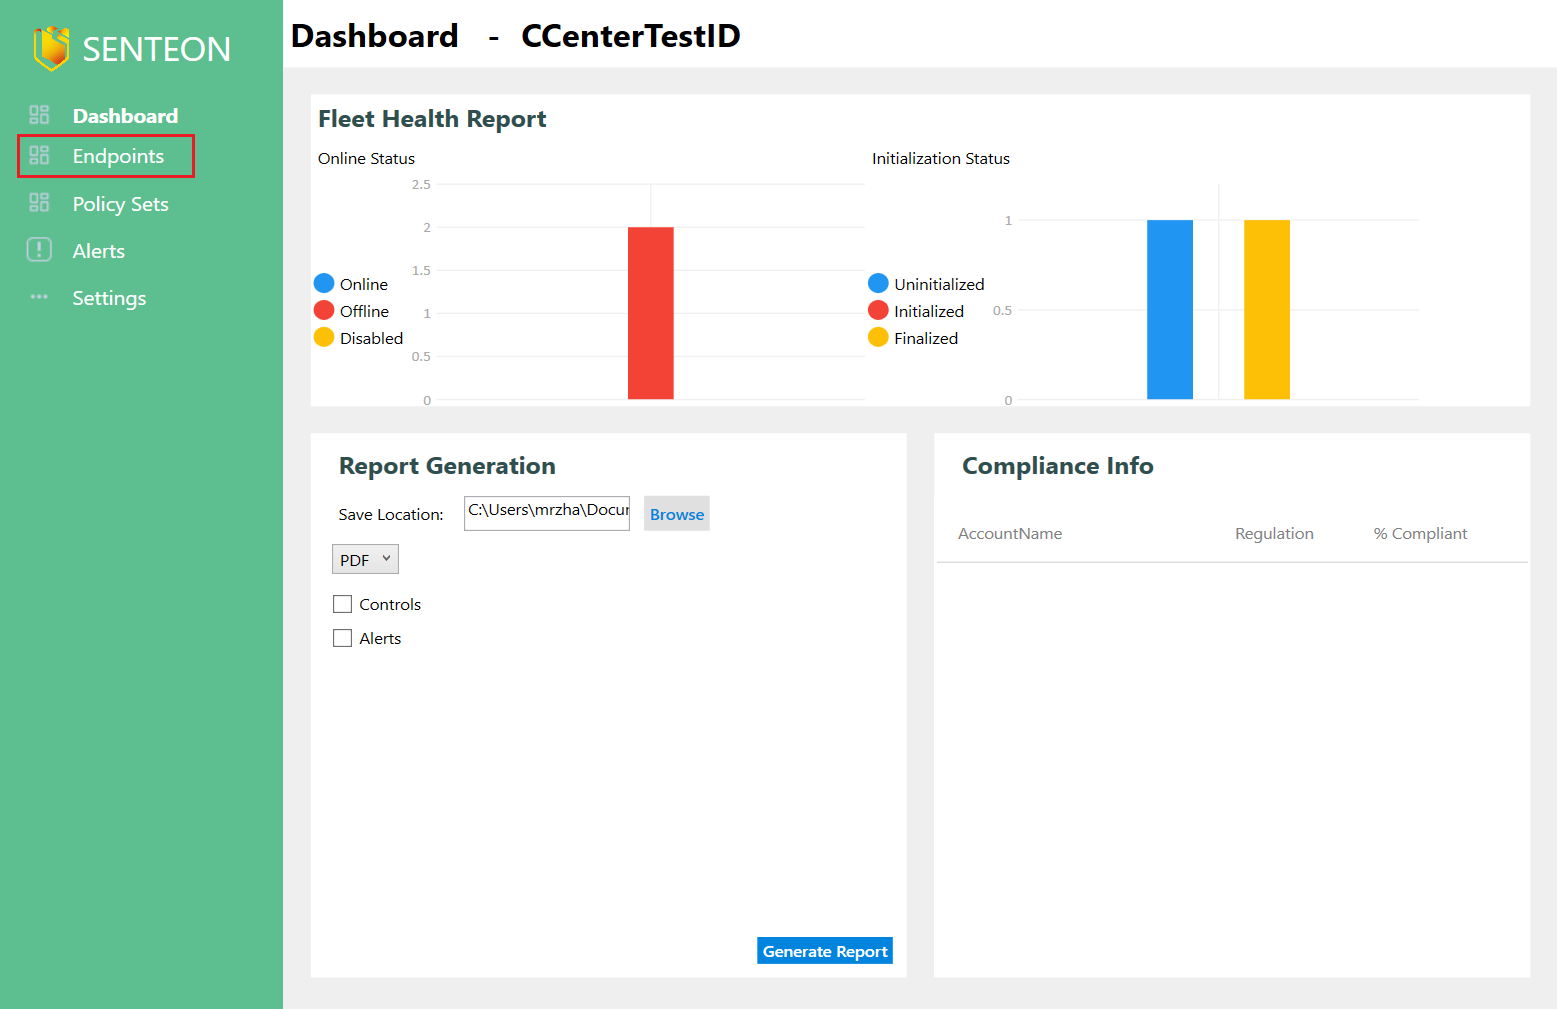 SENTEON
Dashboard
Endpoints
Policy Sets
Alerts
Settings
Dashboard - CCenterTestID
Fleet Health Report
Online Status
2.5
2
1.5
1
0.5
0
Online
Offline
Disabled
Initialization Status
1
0.5
0
Uninitialized
Initialized
Finalized
Report Generation
Save Location: C:\Users\mrzha\Docu Browse
PDF
Controls
Alerts
Generate Report
Compliance Info
AccountName Regulation % Compliant